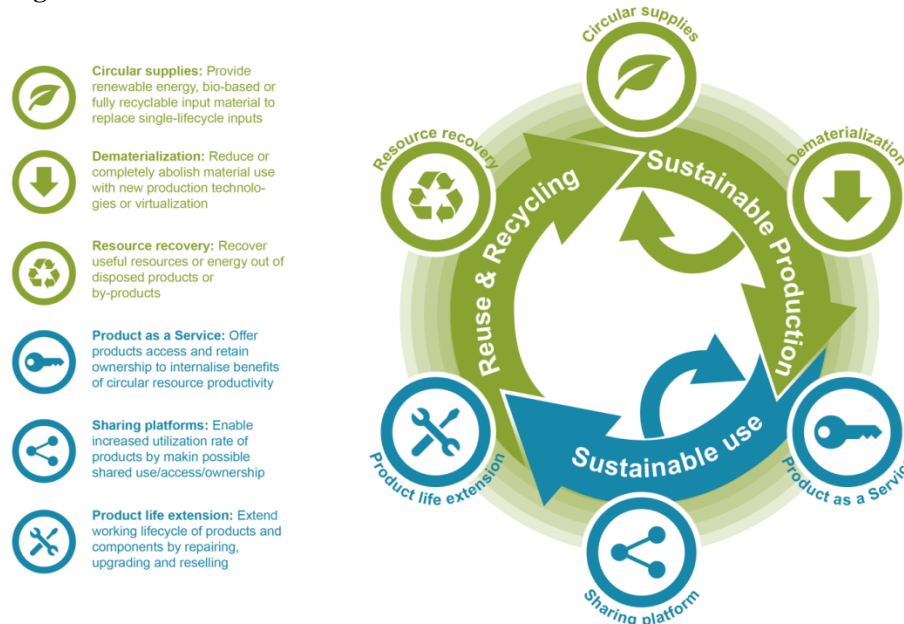 Circular supplies: Provide
renewable energy, bio-based or
fully recyclable input material to
replace single-lifecycle inputs
Dematerialization: Reduce or
completely abolish material use
with new production technolo-
gies or virtualization
Resource recovery: Recover
useful resources or energy out of
disposed products or
by-products
Product as a Service: Offer
products access and retain
ownership to internalise benefits
of circular resource productivity
Sharing platforms: Enable
increased utilization rate of
products by makin possible
shared use/access/ownership
Product life extension: Extend
working lifecycle of products and
components by repairing,
upgrading and reselling
Circular supplies
Resource recovery
Dematerialization
Reuse & Recycling
Sustainable Production
Sustainable use
Product life extension
Product as a Servic
Sharing platform